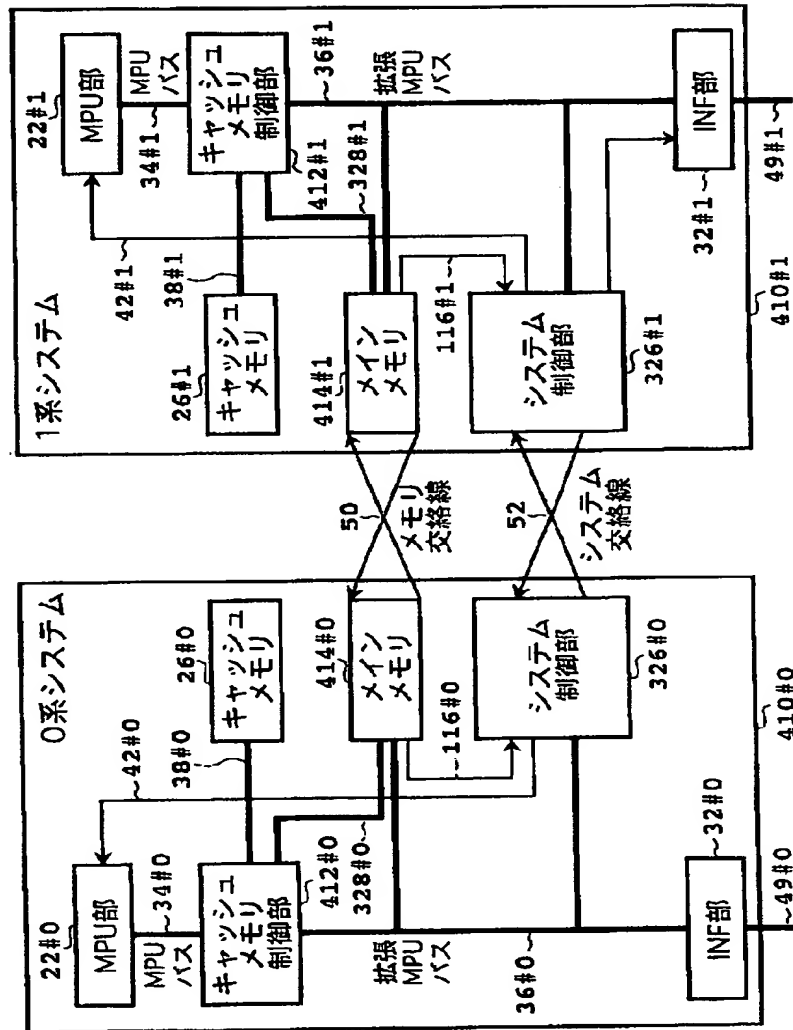 0系システム
22#0
MPU部
MPU
バス
34#0
42#0
38#0
26#0
キャッシュ
メモリ
キャッシュ
メモリ
制御部
412#0
328#0
414#0
メイン
メモリ
拡張
MPU
バス
116#0
36#0
システム
制御部
326#0
INF部
32#0
49#0
410#0
50
メモリ
交絡線
52
システム
交絡線
1系システム
22#1
MPU部
MPU
バス
34#1
42#1
38#1
26#1
キャッシュ
メモリ
キャッシュ
メモリ
制御部
412#1
328#1
36#1
414#1
メイン
メモリ
拡張
MPU
バス
116#1
システム
制御部
326#1
INF部
32#1
49#1
410#1